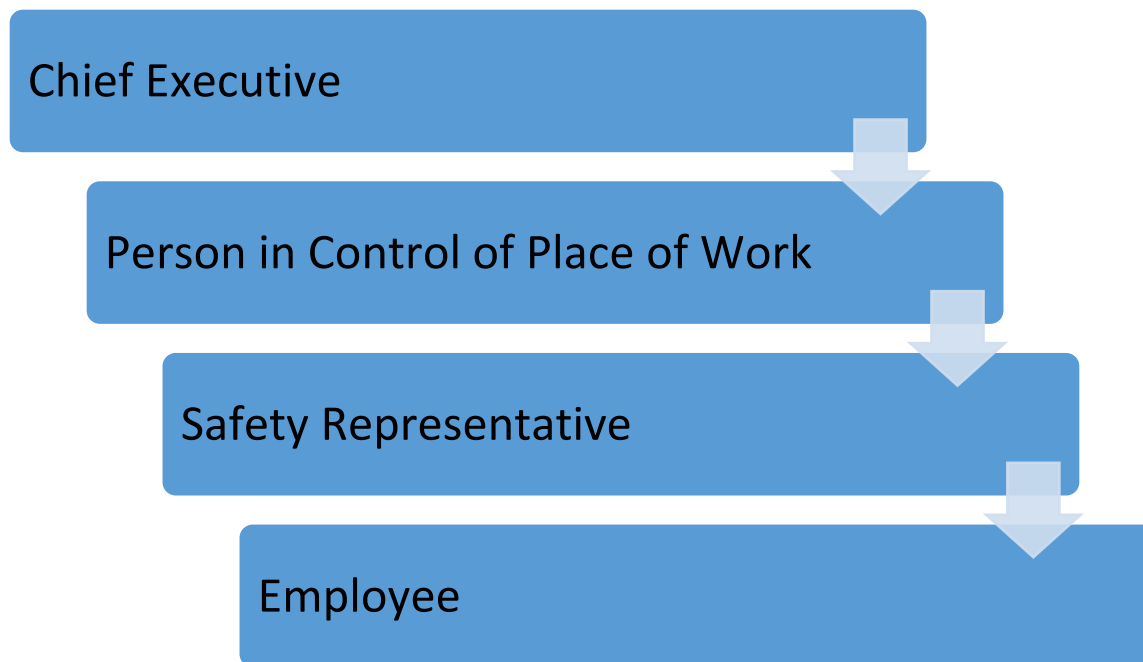 Chief Executive
Person in Control of Place of Work
Safety Representative
Employee